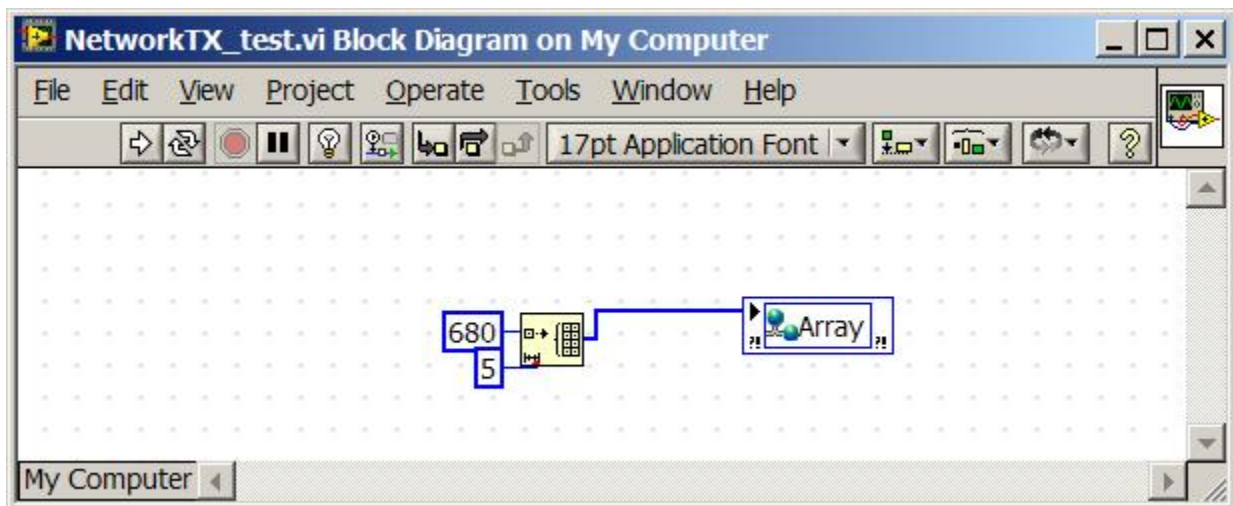 NetworkTX_test.vi Block Diagram on My Computer
File Edit View Project Operate Tools Window Help
17pt Application Font
680
Array
5
My Computer